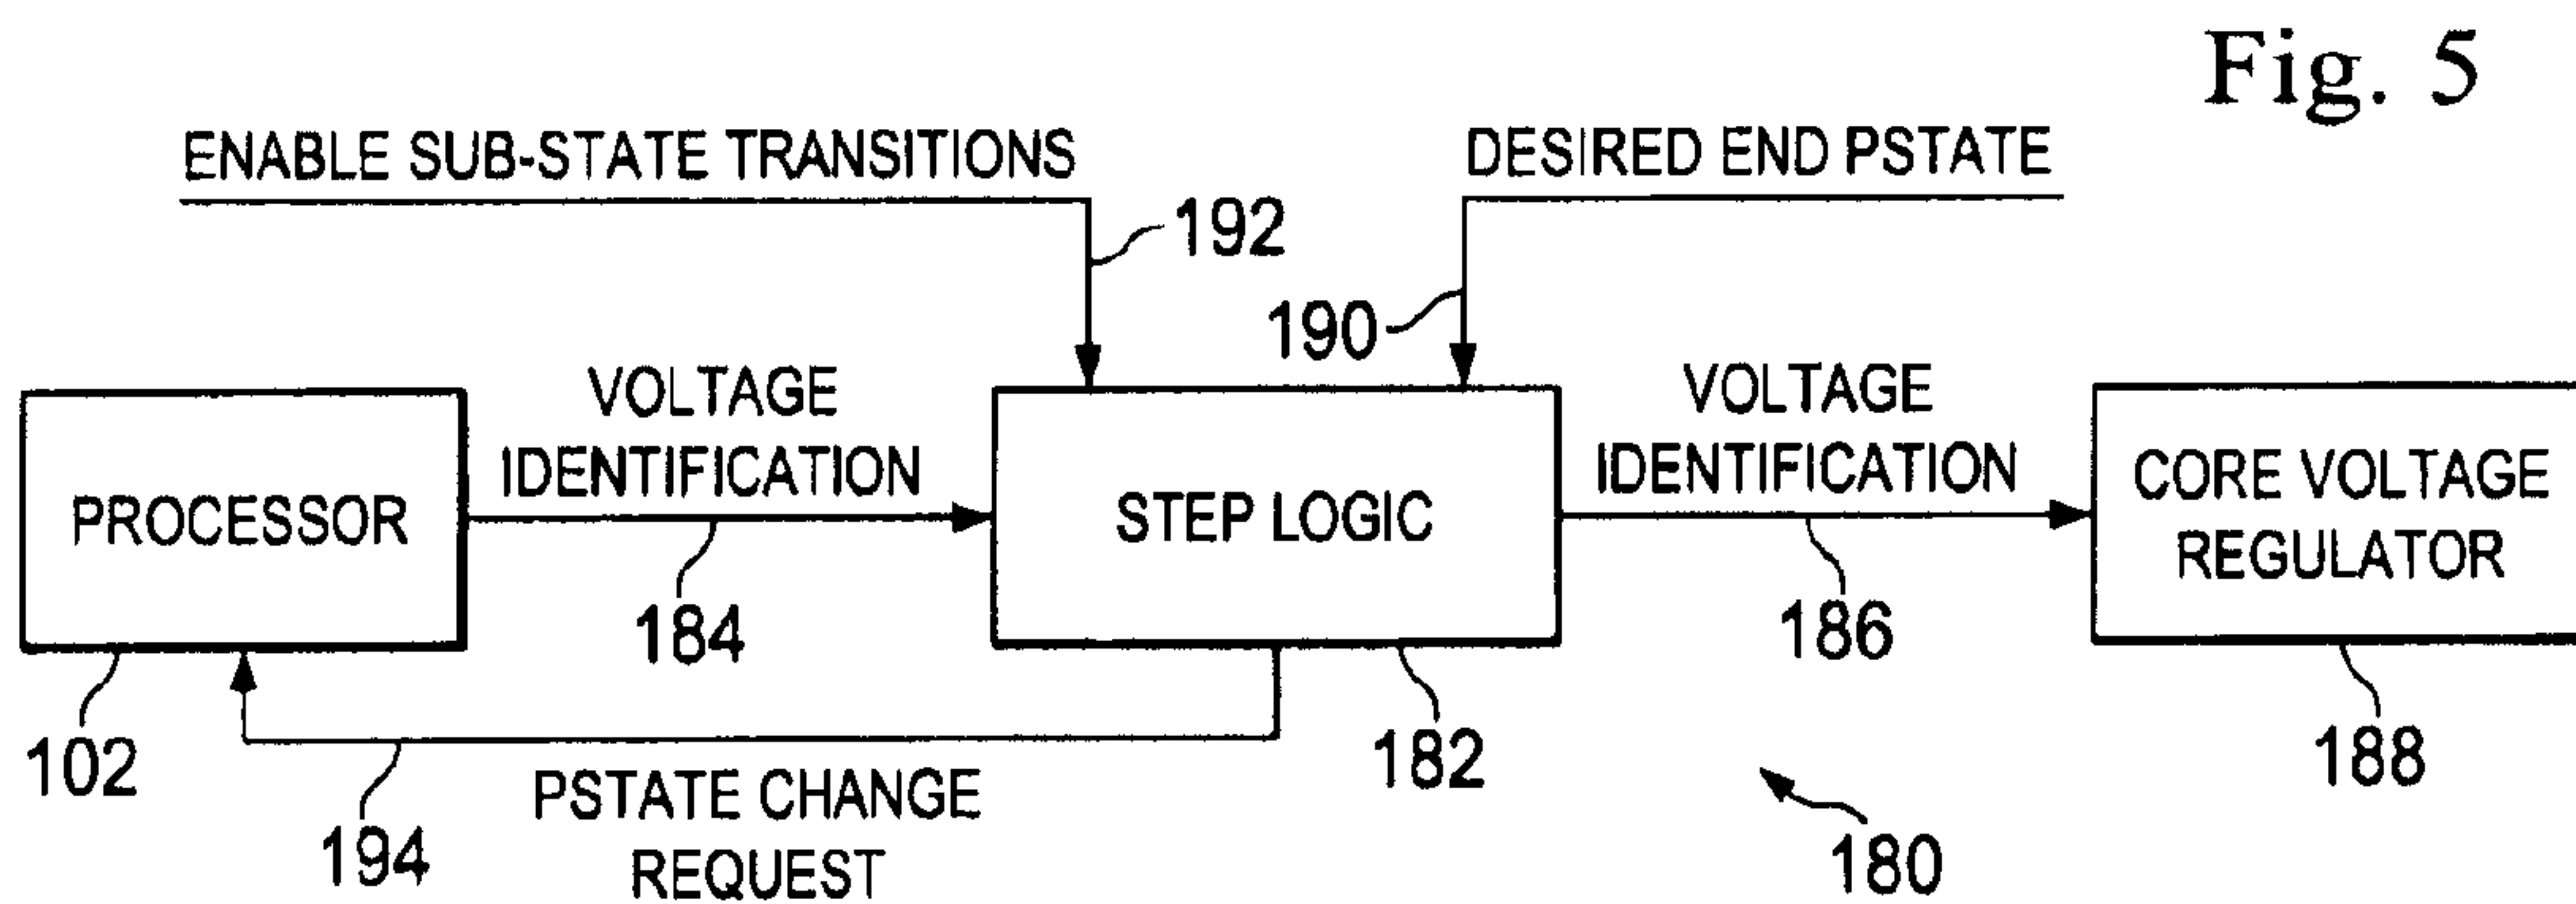 Fig. 5
ENABLE SUB-STATE TRANSITIONS
DESIRED END PSTATE
192
190
VOLTAGE
IDENTIFICATION
VOLTAGE
IDENTIFICATION
PROCESSOR
STEP LOGIC
CORE VOLTAGE
REGULATOR
184
186
102
182
188
PSTATE CHANGE
REQUEST
194
180